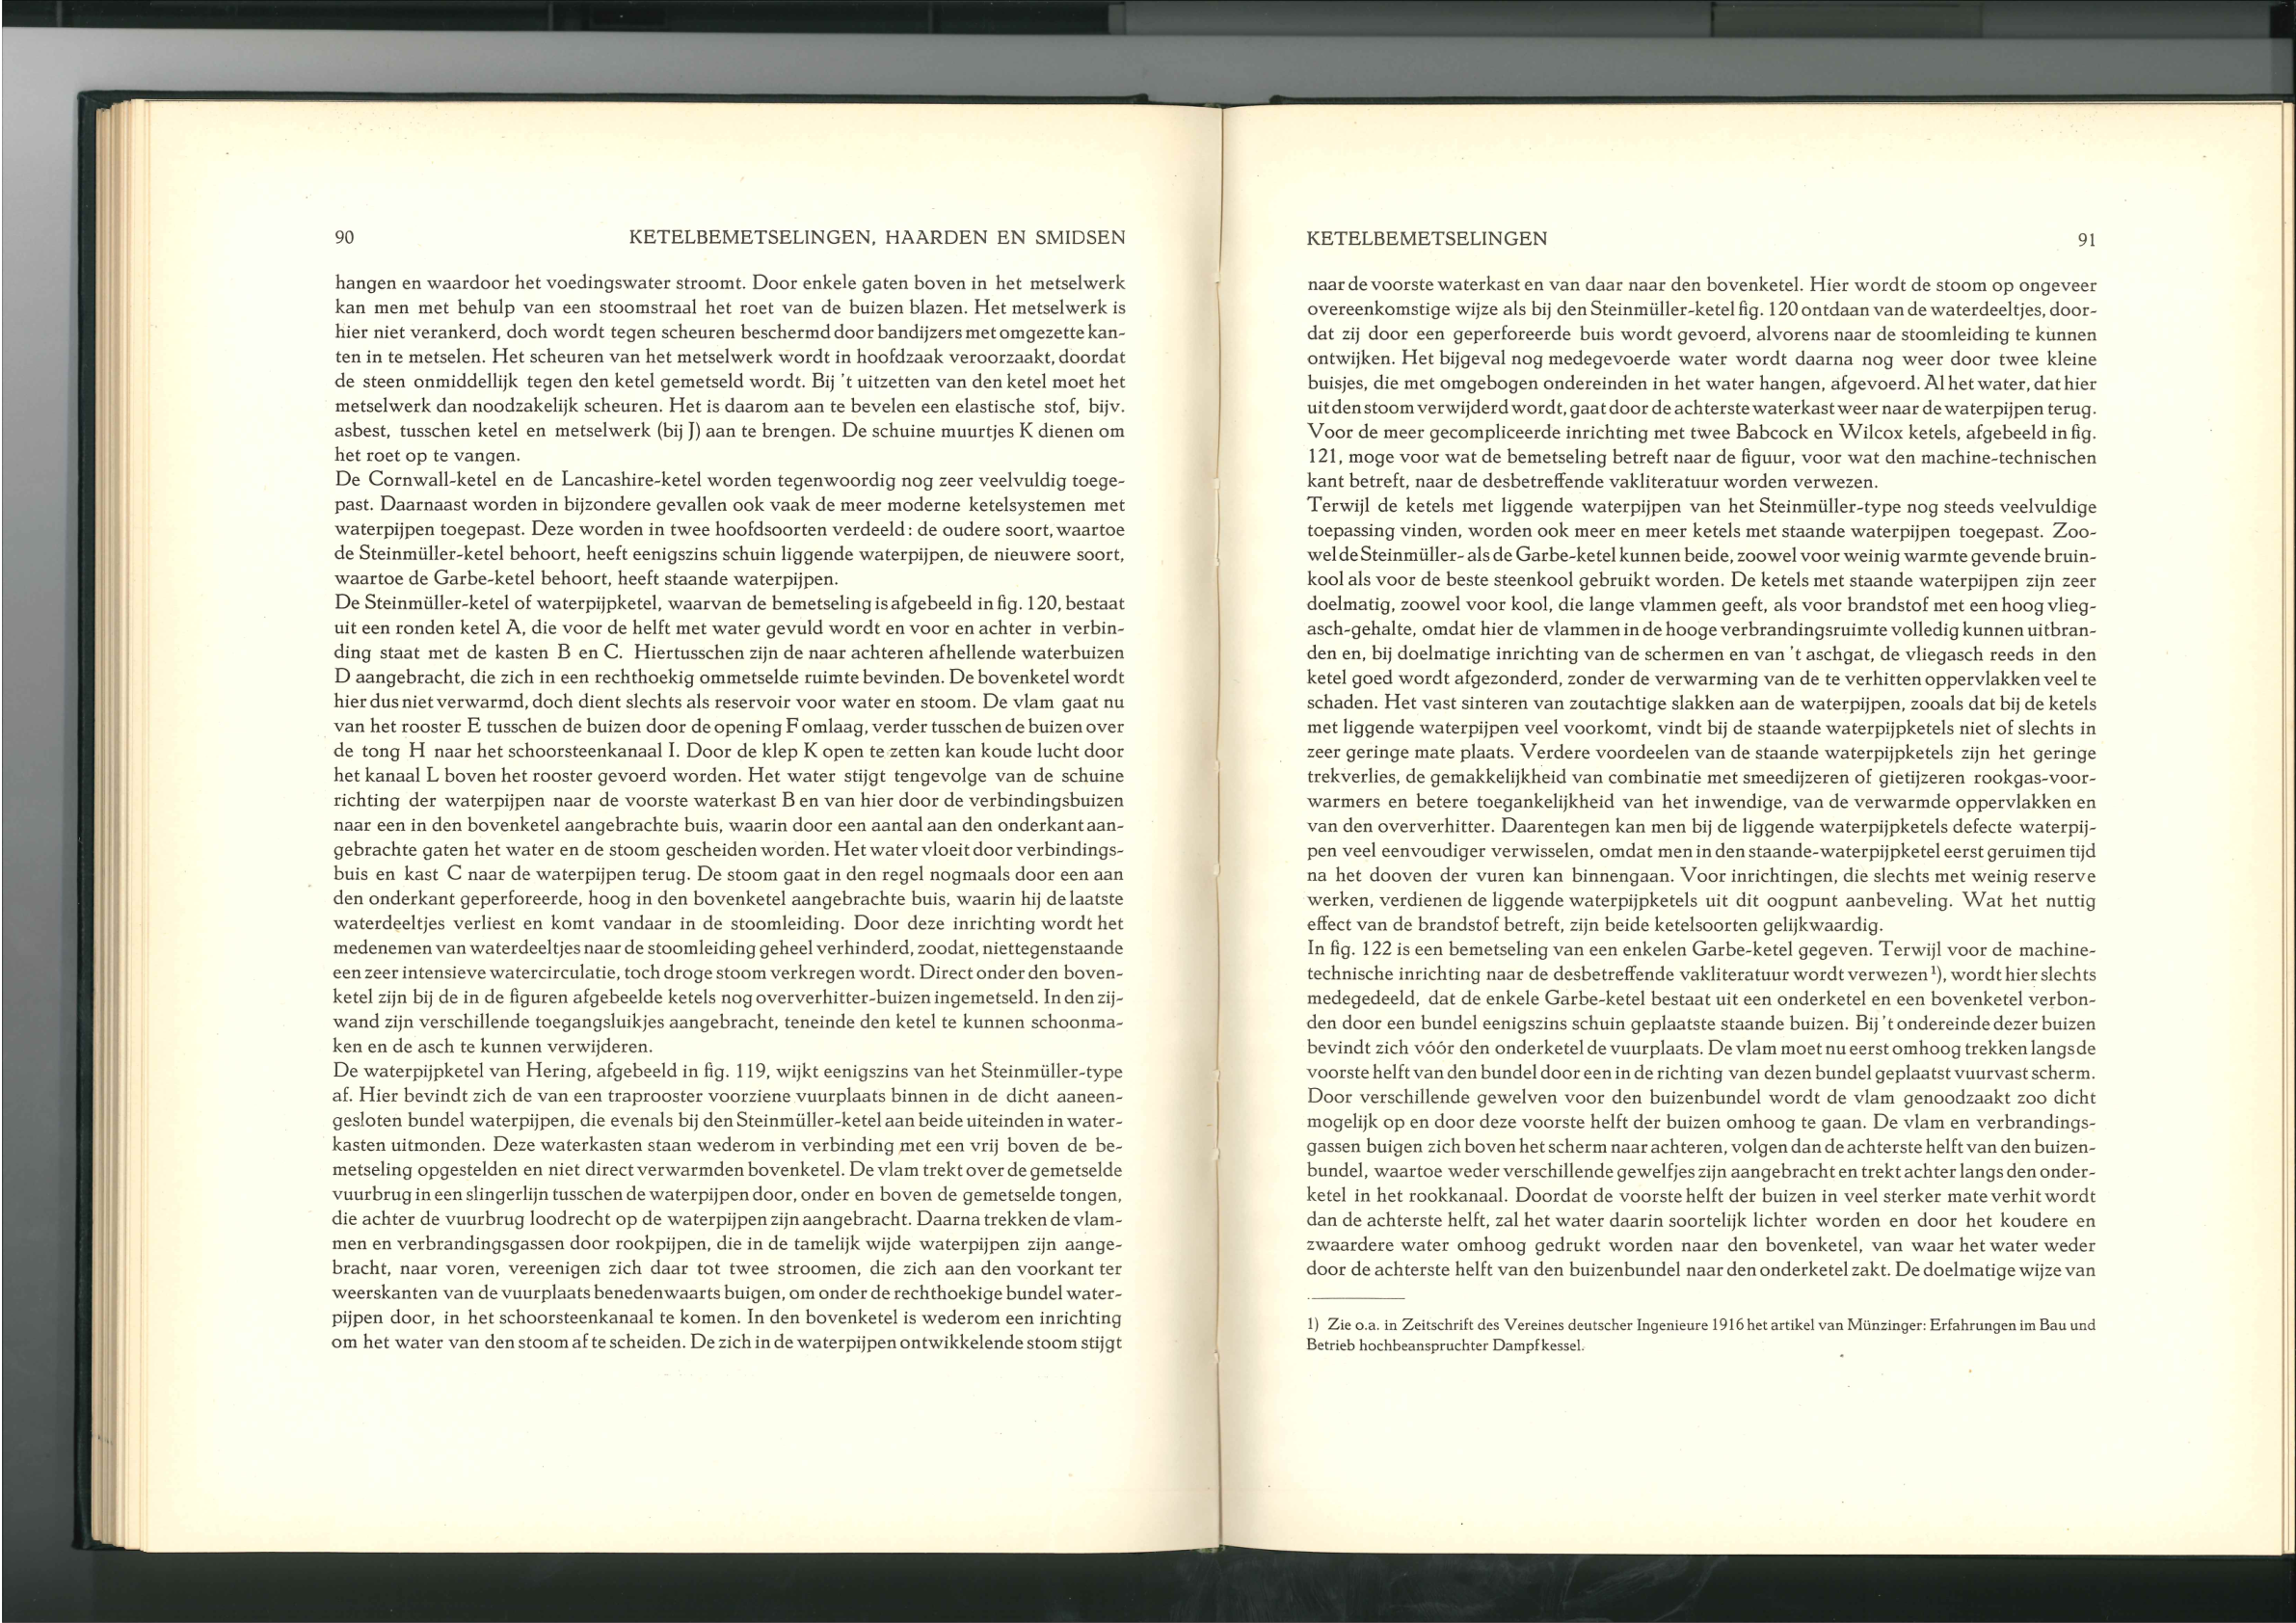 90 KETELBEMETSELINGEN, HAARDEN EN SMIDSEN
hangen en waardoor het voedingswater stroomt. Door enkele gaten boven in het metselwerk
kan men met behulp van een stoomstraal het roet van de buizen blazen. Het metselwerk is
hier niet verankerd, doch wordt tegen scheuren beschermd door bandijzers met omgezette kan-
ten in te metselen. Het scheuren van het metselwerk wordt in hoofdzaak veroorzaakt, doordat
de steen onmiddellijk tegen den ketel gemetseld wordt. Bij 't uitzetten van den ketel moet het
metselwerk dan noodzakelijk scheuren. Het is daarom aan te bevelen een elastische stof, bijv.
asbest, tusschen ketel en metselwerk (bij J) aan te brengen. De schuine muurtjes K dienen om
het roet op te vangen.
De Cornwall-ketel en de Lancashire-ketel worden tegenwoordig nog zeer veelvuldig toege-
past. Daarnaast worden in bijzondere gevallen ook vaak de meer moderne ketelsystemen met
waterpijpen toegepast. Deze worden in twee hoofdsoorten verdeeld: de oudere soort, waartoe
de Steinmüller-ketel behoort, heeft eenigszins schuin liggende waterpijpen, de nieuwere soort,
waartoe de Garbe-ketel behoort, heeft staande waterpijpen.
De Steinmüller-ketel of waterpijpketel, waarvan de bemetseling is afgebeeld in fig. 120, bestaat
uit een ronden ketel A, die voor de helft met water gevuld wordt en voor en achter in verbin-
ding staat met de kasten B en C. Hiertusschen zijn de naar achteren afhellende waterbuizen
D aangebracht, die zich in een rechthoekig ommetselde ruimte bevinden. De bovenketel wordt
hier dus niet verwarmd, doch dient slechts als reservoir voor water en stoom. De vlam gaat nu
van het rooster E tusschen de buizen door de opening F omlaag, verder tusschen de buizen over
de tong H naar het schoorsteenkanaal I. Door de klep K open te zetten kan koude lucht door
het kanaal L boven het rooster gevoerd worden. Het water stijgt tengevolge van de schuine
richting der waterpijpen naar de voorste waterkast B en van hier door de verbindingsbuizen
naar een in den bovenketel aangebrachte buis, waarin door een aantal aan den onderkant aan-
gebrachte gaten het water en de stoom gescheiden worden. Het water vloeit door verbindings-
buis en kast C naar de waterpijpen terug. De stoom gaat in den regel nogmaals door een aan
den onderkant geperforeerde, hoog in den bovenketel aangebrachte buis, waarin hij de laatste
waterdeeltjes verliest en komt vandaar in de stoomleiding. Door deze inrichting wordt het
medenemen van waterdeeltjes naar de stoomleiding geheel verhinderd, zoodat, niettegenstaande
een zeer intensieve watercirculatie, toch droge stoom verkregen wordt. Direct onder den boven-
ketel zijn bij de in de figuren afgebeelde ketels nog oververhitter-buizen ingemetseld. In den zij-
wand zijn verschillende toegangsluikjes aangebracht, teneinde den ketel te kunnen schoonma-
ken en de asch te kunnen verwijderen.
De waterpijpketel van Hering, afgebeeld in fig. 119, wijkt eenigszins van het Steinmüller-type
af. Hier bevindt zich de van een traprooster voorziene vuurplaats binnen in de dicht aaneen-
gesloten bundel waterpijpen, die evenals bij den Steinmüller-ketel aan beide uiteinden in water-
kasten uitmonden. Deze waterkasten staan wederom in verbinding met een vrij boven de be-
metseling opgestelden en niet direct verwarmden bovenketel. De vlam trekt over de gemetselde
vuurbrug in een slingerlijn tusschen de waterpijpen door, onder en boven de gemetselde tongen,
die achter de vuurbrug loodrecht op de waterpijpen zijn aangebracht. Daarna trekken de vlam-
men en verbrandingsgassen door rookpijpen, die in de tamelijk wijde waterpijpen zijn aange-
bracht, naar voren, vereenigen zich daar tot twee stroomen, die zich aan den voorkant ter
weerskanten van de vuurplaats benedenwaarts buigen, om onder de rechthoekige bundel water-
pijpen door, in het schoorsteenkanaal te komen. In den bovenketel is wederom een inrichting
om het water van den stoom af te scheiden. De zich in de waterpijpen ontwikkelende stoom stijgt
KETELBEMETSELINGEN 91
naar de voorste waterkast en van daar naar den bovenketel. Hier wordt de stoom op ongeveer
overeenkomstige wijze als bij den Steinmüller-ketel fig. 120 ontdaan van de waterdeeltjes, door-
dat zij door een geperforeerde buis wordt gevoerd, alvorens naar de stoomleiding te kunnen
ontwijken. Het bijgeval nog medegevoerde water wordt daarna nog weer door twee kleine
buisjes, die met omgebogen ondereinden in het water hangen, afgevoerd. Al het water, dat hier
uit den stoom verwijderd wordt, gaat door de achterste waterkast weer naar de waterpijpen terug.
Voor de meer gecompliceerde inrichting met twee Babcock en Wilcox ketels, afgebeeld in fig.
121, moge voor wat de bemetseling betreft naar de figuur, voor wat den machine-technischen
kant betreft, naar de desbetreffende vakliteratuur worden verwezen.
Terwijl de ketels met liggende waterpijpen van het Steinmüller-type nog steeds veelvuldige
toepassing vinden, worden ook meer en meer ketels met staande waterpijpen toegepast. Zoo-
wel de Steinmüller- als de Garbe-ketel kunnen beide, zoowel voor weinig warmte gevende bruin-
kool als voor de beste steenkool gebruikt worden. De ketels met staande waterpijpen zijn zeer
doelmatig, zoowel voor kool, die lange vlammen geeft, als voor brandstof met een hoog vlieg-
asch-gehalte, omdat hier de vlammen in de hooge verbrandingsruimte volledig kunnen uitbran-
den en, bij doelmatige inrichting van de schermen en van 't aschgat, de vliegasch reeds in den
ketel goed wordt afgezonderd, zonder de verwarming van de te verhitten oppervlakken veel te
schaden. Het vast sinteren van zoutachtige slakken aan de waterpijpen, zooals dat bij de ketels
met liggende waterpijpen veel voorkomt, vindt bij de staande waterpijpketels niet of slechts in
zeer geringe mate plaats. Verdere voordeelen van de staande waterpijpketels zijn het geringe
trekverlies, de gemakkelijkheid van combinatie met smeedijzeren of gietijzeren rookgas-voor-
warmers en betere toegankelijkheid van het inwendige, van de verwarmde oppervlakken en
van den oververhitter. Daarentegen kan men bij de liggende waterpijpketels defecte waterpij-
pen veel eenvoudiger verwisselen, omdat men in den staande-waterpijpketel eerst geruimen tijd
na het dooven der vuren kan binnengaan. Voor inrichtingen, die slechts met weinig reserve
werken, verdienen de liggende waterpijpketels uit dit oogpunt aanbeveling. Wat het nuttig
effect van de brandstof betreft, zijn beide ketelsoorten gelijkwaardig.
In fig. 122 is een bemetseling van een enkelen Garbe-ketel gegeven. Terwijl voor de machine-
technische inrichting naar de desbetreffende vakliteratuur wordt verwezen ¹), wordt hier slechts
medegedeeld, dat de enkele Garbe-ketel bestaat uit een onderketel en een bovenketel verbon-
den door een bundel eenigszins schuin geplaatste staande buizen. Bij 't ondereinde dezer buizen
bevindt zich vóór den onderketel de vuurplaats. De vlam moet nu eerst omhoog trekken langs de
voorste helft van den bundel door een in de richting van dezen bundel geplaatst vuurvast scherm.
Door verschillende gewelven voor den buizenbundel wordt de vlam genoodzaakt zoo dicht
mogelijk op en door deze voorste helft der buizen omhoog te gaan. De vlam en verbrandings-
gassen buigen zich boven het scherm naar achteren, volgen dan de achterste helft van den buizen-
bundel, waartoe weder verschillende gewelfjes zijn aangebracht en trekt achter langs den onder-
ketel in het rookkanaal. Doordat de voorste helft der buizen in veel sterker mate verhit wordt
dan de achterste helft, zal het water daarin soortelijk lichter worden en door het koudere en
zwaardere water omhoog gedrukt worden naar den bovenketel, van waar het water weder
door de achterste helft van den buizenbundel naar den onderketel zakt. De doelmatige wijze van
1) Zie o.a. in Zeitschrift des Vereines deutscher Ingenieure 1916 het artikel van Münzinger: Erfahrungen im Bau und
Betrieb hochbeanspruchter Dampfkessel.